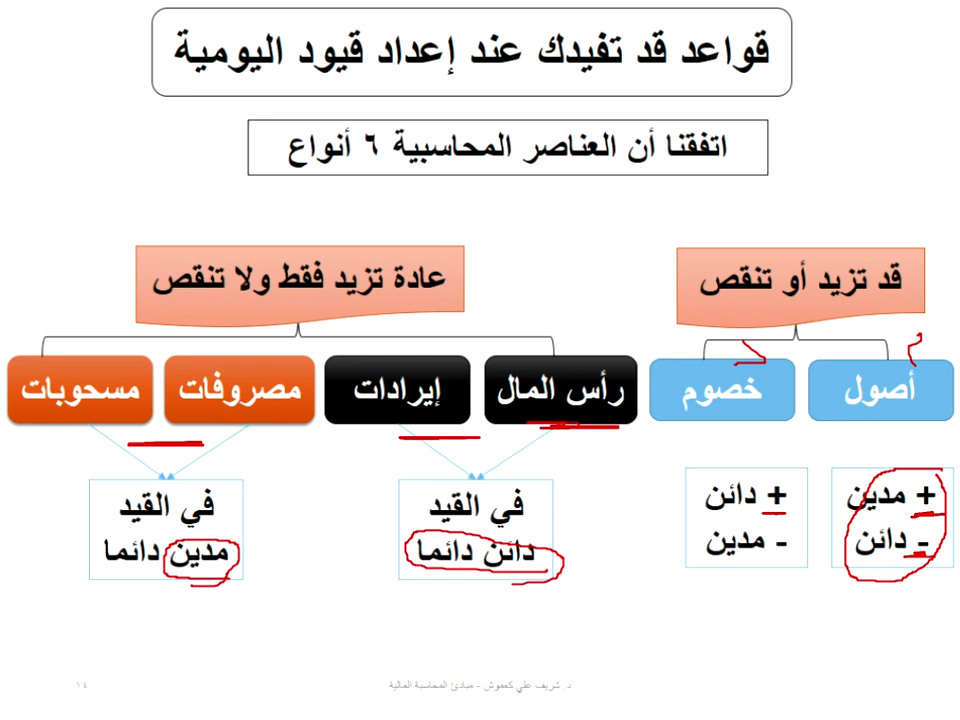 قواعد قد تفيدك عند إعداد قيود اليومية
اتفقنا أن العناصر المحاسبية ٦ أنواع
قد تزيد أو تنقص
عادة تزيد فقط ولا تنقص
أصول
خصوم
رأس المال
إيرادات
مصروفات
مسحوبات
+ مدين
- دائن
+ دائن
- مدين
في القيد
دائن دائما
في القيد
مدين دائما
د. شريف علي كعموش - مبادئ المحاسبة المالية
٧٤